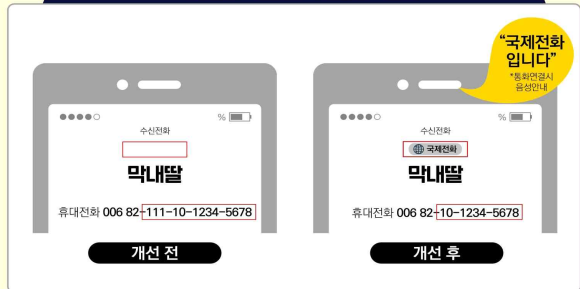 “국제전화
입니다”
*통화연결시
음성안내
%
수신전화
막내딸
휴대전화 006 82-111-10-1234-5678
개선 전
%
수신전화
국제전화
막내딸
휴대전화 006 82-10-1234-5678
개선 후